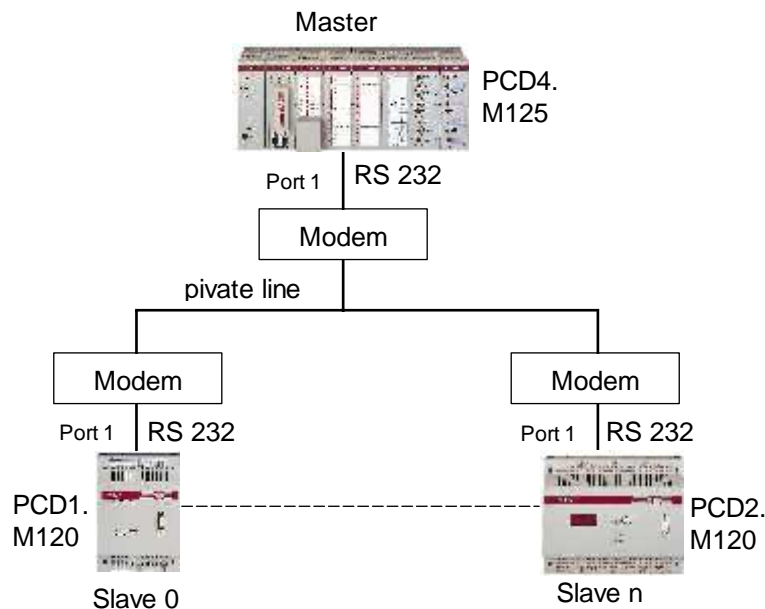 Master
PCD4.
M125
Port 1
RS 232
Modem
pivate line
Modem
Modem
Port 1
RS 232
Port 1
RS 232
PCD1.
M120
PCD2.
M120
Slave 0
Slave n